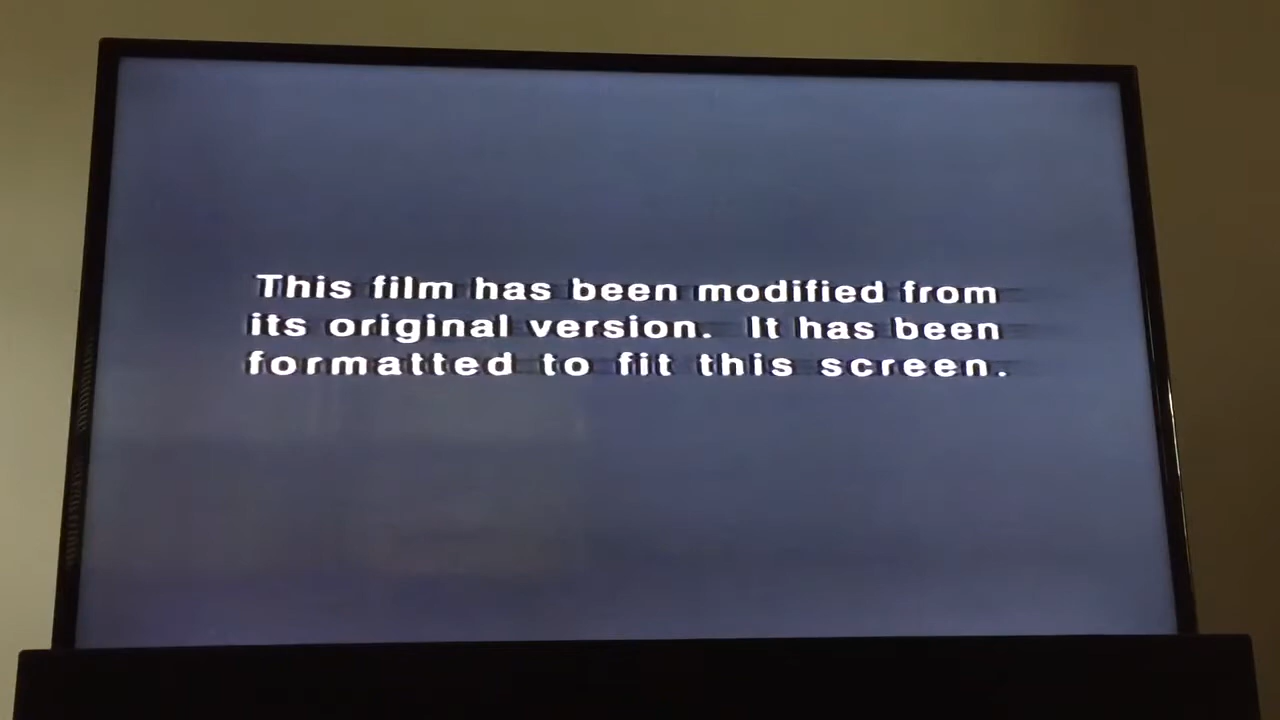 This film has been modified from
its original version.  It has been
formatted to fit this screen.